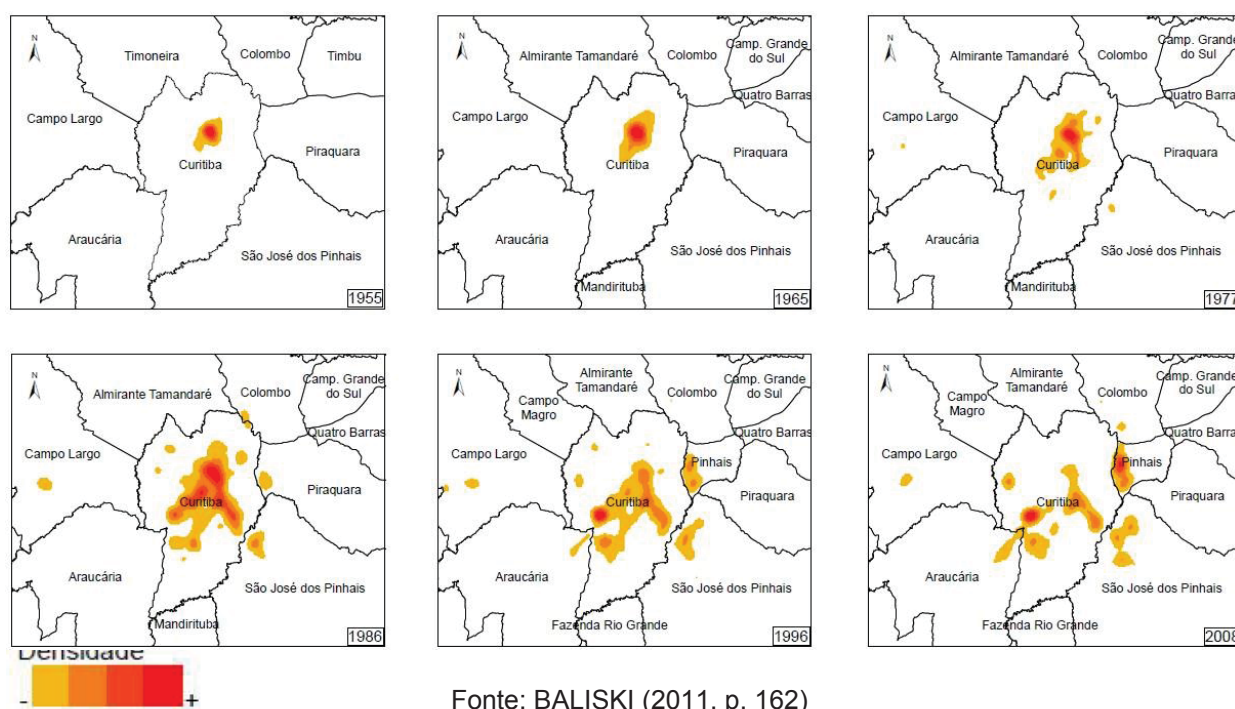 N
Timoneira
Colombo
Timbu
Campo Largo
Curitiba
Piraquara
Araucária
São José dos Pinhais
Mandirituba
1955
N
Almirante Tamandaré
Colombo
Camp. Grande
do Sul
Quatro Barras
Campo Largo
Piraquara
Curitiba
Araucária
São José dos Pinhais
Mandirituba
1965
N
Almirante Tamandaré
Colombo
Camp. Grande
do Sul
Quatro Barras
Campo Largo
Piraquara
Curitiba
Araucária
São José dos Pinhais
Mandirituba
1977
N
Almirante Tamandaré
Colombo
Camp. Grande
do Sul
Quatro Barras
Campo Largo
Piraquara
Curitiba
Araucária
São José dos Pinhais
Mandirituba
1986
N
Almirante
Tamandaré
Campo
Magro
Colombo
Camp. Grande
do Sul
Quatro Barras
Campo Largo
Pinhais
Piraquara
Curitiba
Araucária
São José dos Pinhais
Fazenda Rio Grande
1996
N
Almirante
Tamandaré
Campo
Magro
Colombo
Camp. Grande
do Sul
Quatro Barras
Campo Largo
Pinhais
Piraquara
Curitiba
Araucária
São José dos Pinhais
Fazenda Rio Grande
2008
Densidade
- +
Fonte: BALISKI (2011, p. 162)